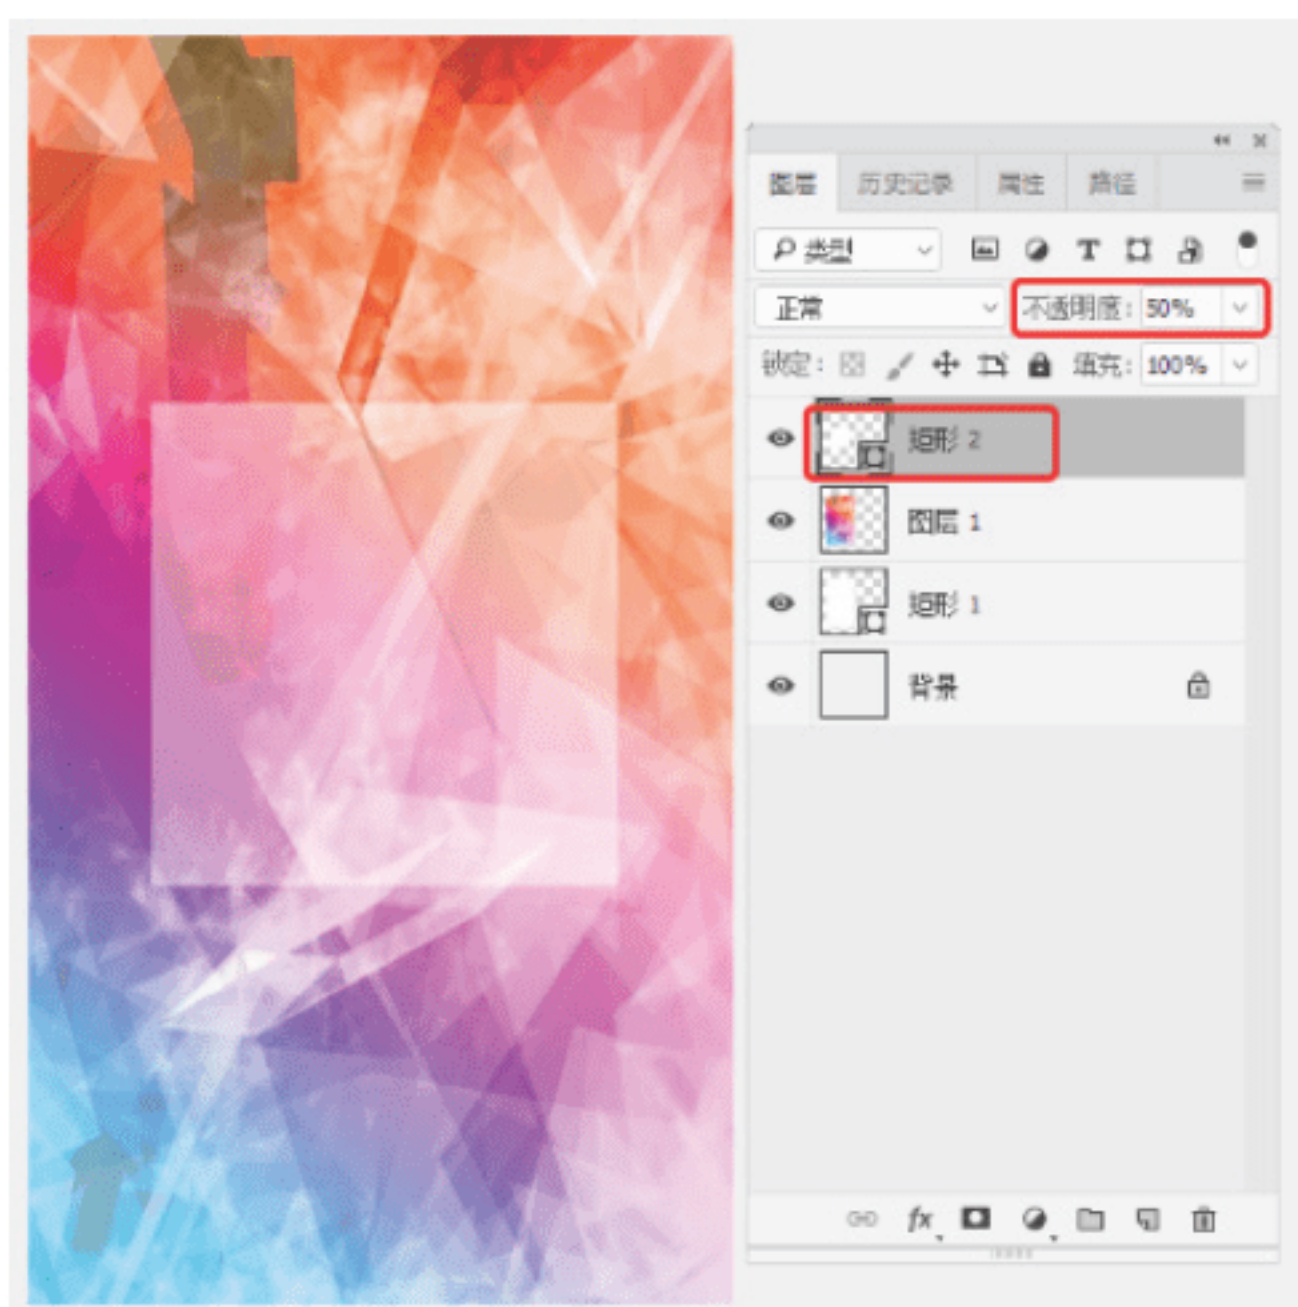 图层 历史记录 属性 路径
类型
正常 不透明度: 50%
锁定: 填充: 100%
矩形 2
图层 1
矩形 1
背景
fx